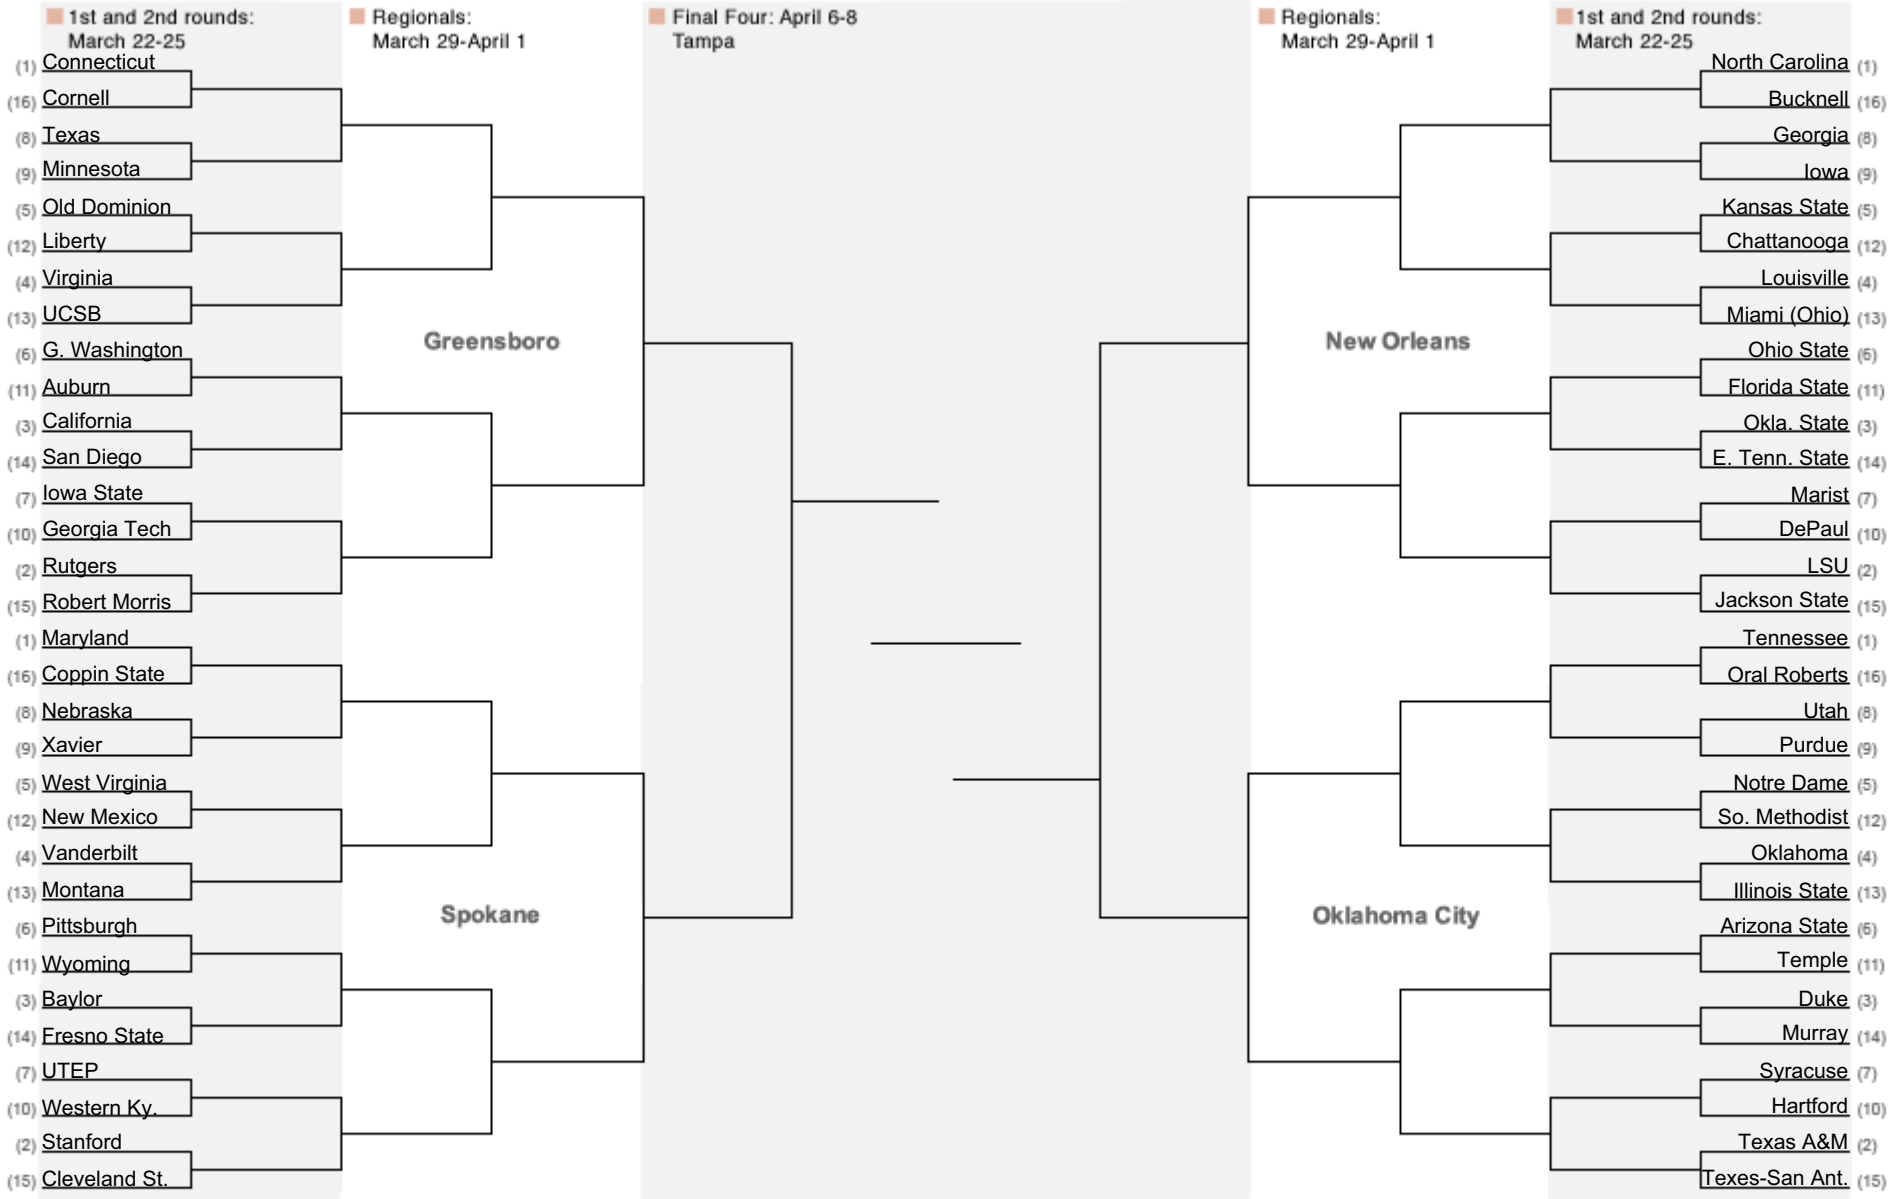 1st and 2nd rounds:
March 22-25
Regionals:
March 29-April 1
Final Four: April 6-8
Tampa
Regionals:
March 29-April 1
1st and 2nd rounds:
March 22-25
(1) Connecticut
(16) Cornell
(8) Texas
(9) Minnesota
(5) Old Dominion
(12) Liberty
(4) Virginia
(13) UCSB
Greensboro
(6) G. Washington
(11) Auburn
(3) California
(14) San Diego
(7) Iowa State
(10) Georgia Tech
(2) Rutgers
(15) Robert Morris
(1) Maryland
(16) Coppin State
(8) Nebraska
(9) Xavier
(5) West Virginia
(12) New Mexico
(4) Vanderbilt
(13) Montana
Spokane
(6) Pittsburgh
(11) Wyoming
(3) Baylor
(14) Fresno State
(7) UTEP
(10) Western Ky.
(2) Stanford
(15) Cleveland St.
North Carolina (1)
Bucknell (16)
Georgia (8)
Iowa (9)
Kansas State (5)
Chattanooga (12)
Louisville (4)
Miami (Ohio) (13)
New Orleans
Ohio State (6)
Florida State (11)
Okla. State (3)
E. Tenn. State (14)
Marist (7)
DePaul (10)
LSU (2)
Jackson State (15)
Tennessee (1)
Oral Roberts (16)
Utah (8)
Purdue (9)
Notre Dame (5)
So. Methodist (12)
Oklahoma (4)
Illinois State (13)
Oklahoma City
Arizona State (6)
Temple (11)
Duke (3)
Murray (14)
Syracuse (7)
Hartford (10)
Texas A&M (2)
Texes-San Ant. (15)